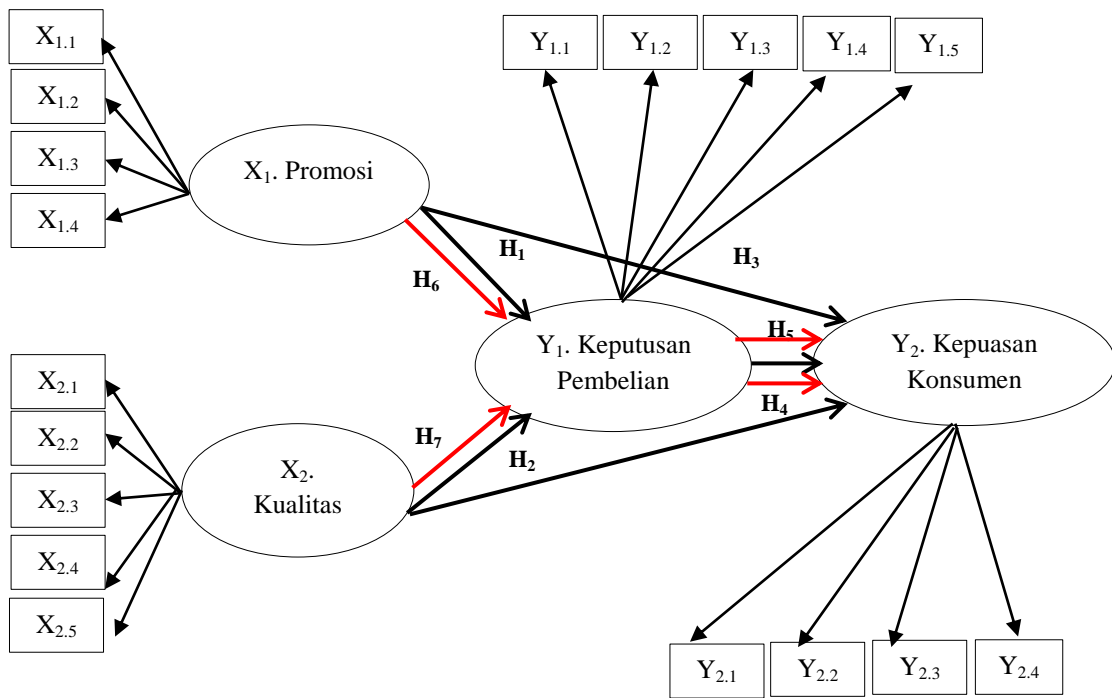 X₁.₁
X₁.₂
X₁.₃
X₁.₄
Y₁.₁
Y₁.₂
Y₁.₃
Y₁.₄
Y₁.₅
X₁. Promosi
H₁
H₆
H₃
Y₁. Keputusan
Pembelian
H₅
H₄
Y₂. Kepuasan
Konsumen
X₂.₁
X₂.₂
X₂.₃
X₂.₄
X₂.₅
X₂.
Kualitas
H₇
H₂
Y₂.₁
Y₂.₂
Y₂.₃
Y₂.₄